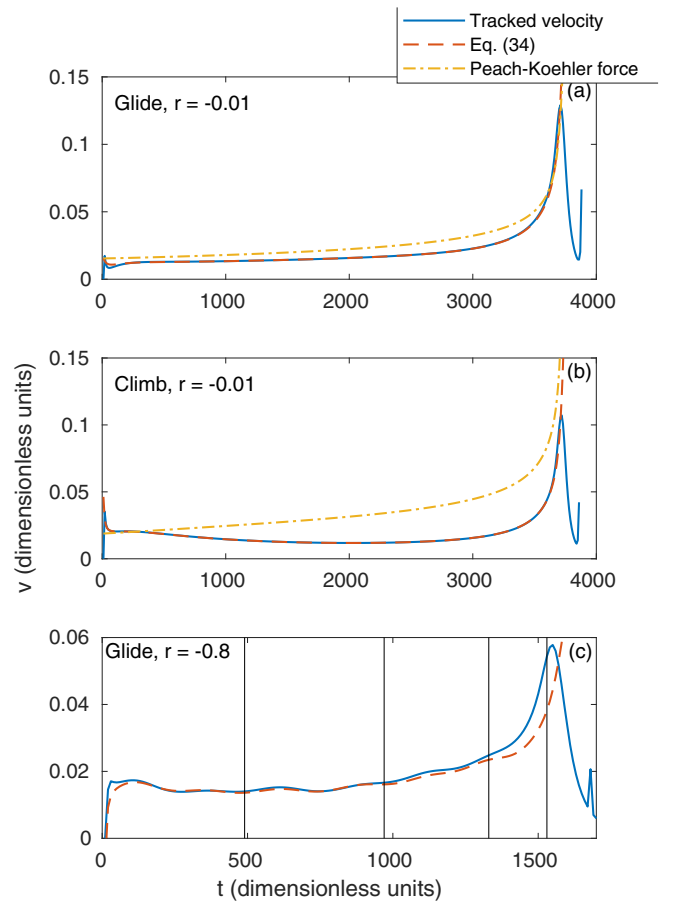 Tracked velocity
Eq. (34)
Peach-Koehler force
0.15
Glide, r = -0.01
(a)
0.1
0.05
0
0 1000 2000 3000 4000
0.15
Climb, r = -0.01
(b)
0.1
0.05
0
0 1000 2000 3000 4000
v (dimensionless units)
0.06
Glide, r = -0.8
(c)
0.04
0.02
0
0 500 1000 1500
t (dimensionless units)